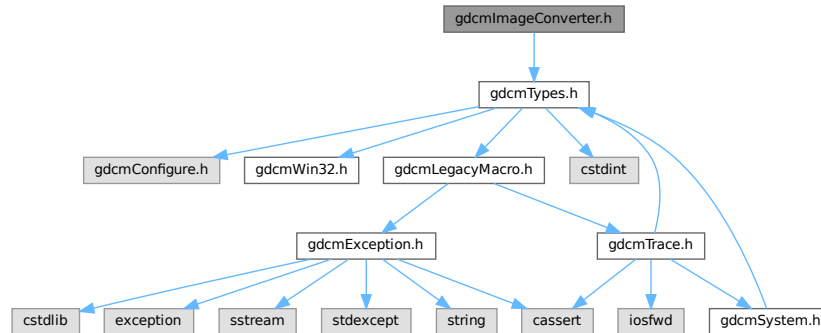 gdcmImageConverter.h
gdcmTypes.h
gdcmConfigure.h
gdcmWin32.h
gdcmLegacyMacro.h
cstdint
gdcmException.h
gdcmTrace.h
cstdlib
exception
sstream
stdexcept
string
cassert
iosfwd
gdcmSystem.h